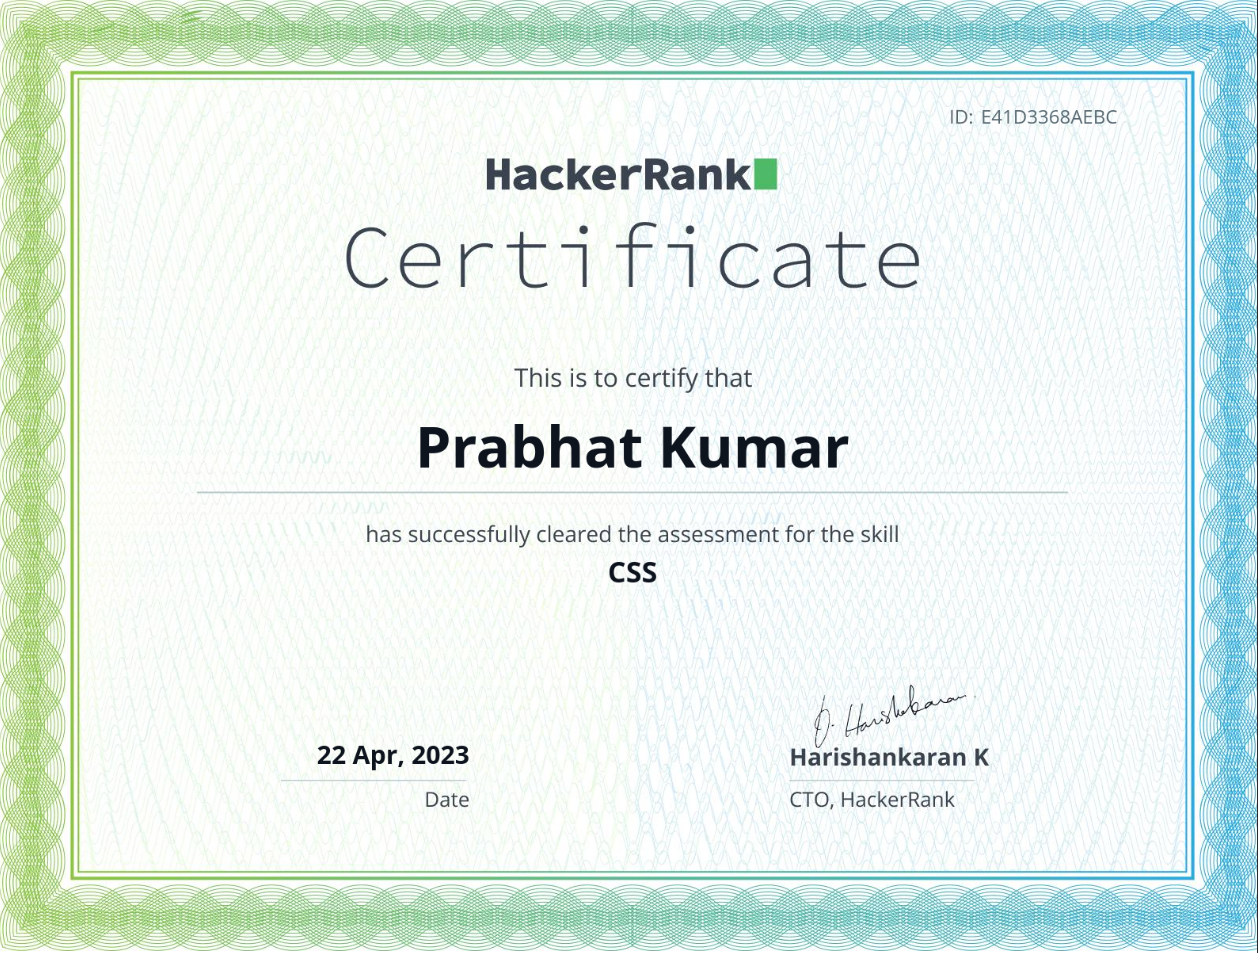 ID: E41D3368AEBC
HackerRank
Certificate
This is to certify that
Prabhat Kumar
has successfully cleared the assessment for the skill
CSS
D. Harishankaran
22 Apr, 2023
Harishankaran K
Date
CTO, HackerRank